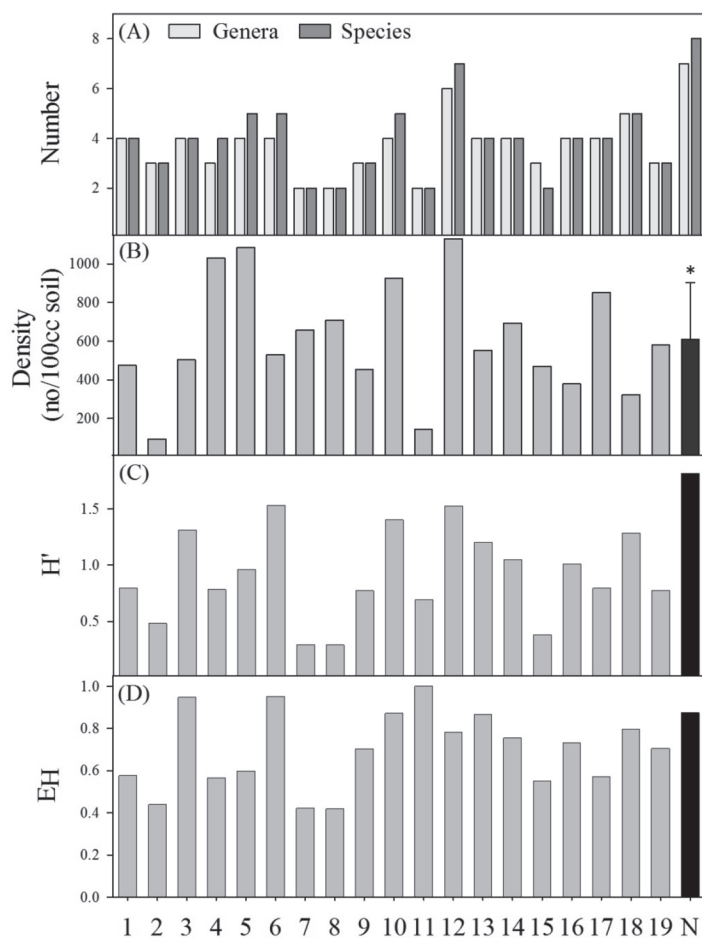 (A) Genera Species
Number
8
6
4
2
(B)
Density
(no/100cc soil)
1000
800
600
400
200
*
(C)
H'
1.5
1.0
0.5
(D)
EH
1.0
0.8
0.6
0.4
0.2
0.0
1 2 3 4 5 6 7 8 9 10 11 12 13 14 15 16 17 18 19 N